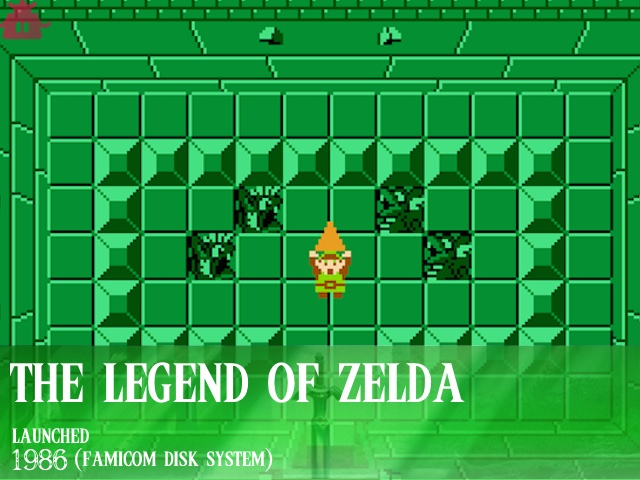 THE LEGEND OF ZELDA
LAUNCHED
1986 (FAMICOM DISK SYSTEM)